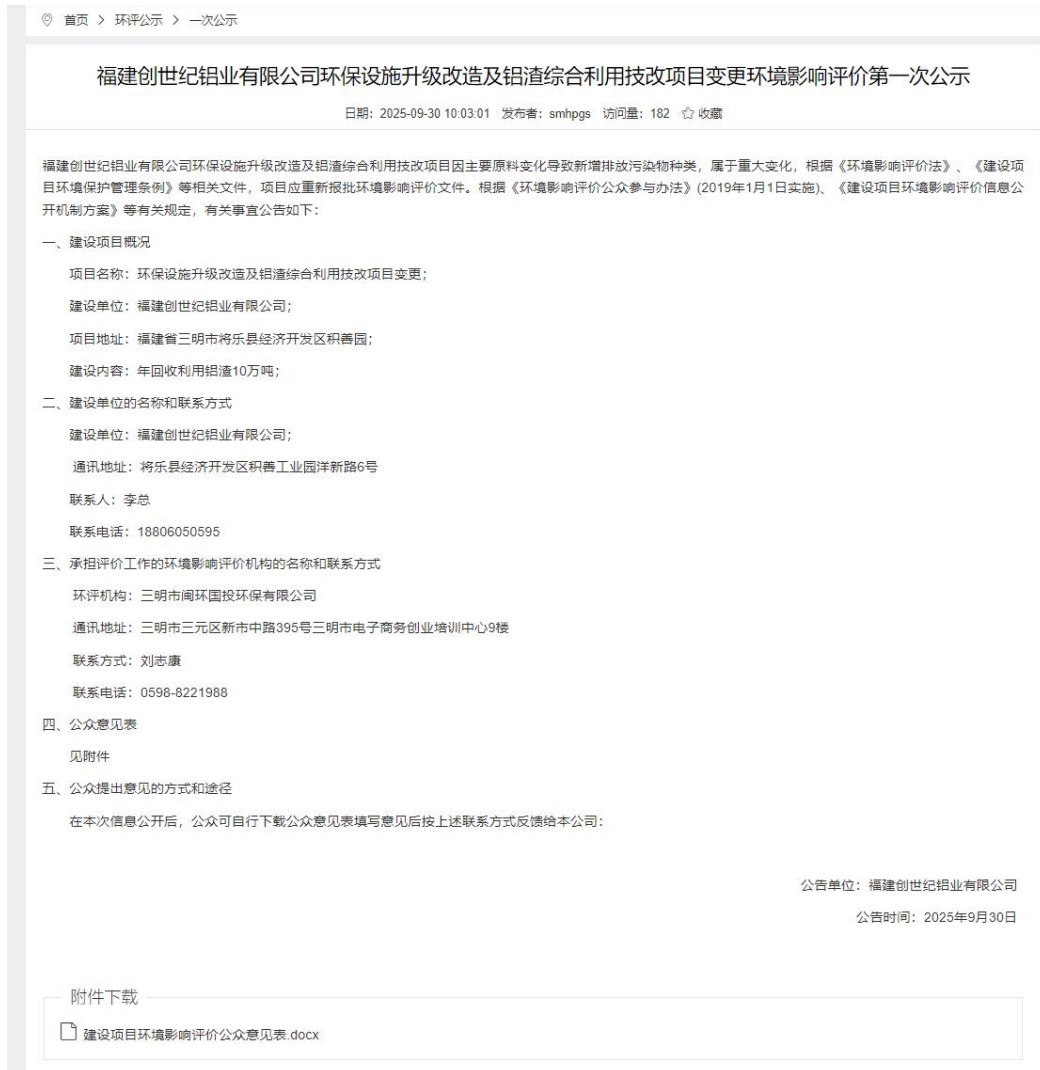 首页 > 环评公示 > 一次公示
福建创世纪铝业有限公司环保设施升级改造及铝渣综合利用技改项目变更环境影响评价第一次公示
日期：2025-09-30 10:03:01 发布者：smhpgs 访问量：182 收藏
福建创世纪铝业有限公司环保设施升级改造及铝渣综合利用技改项目因主要原料变化导致新增排放污染物种类，属于重大变化，根据《环境影响评价法》、《建设项
目环境保护管理条例》等相关文件，项目应重新报批环境影响评价文件。根据《环境影响评价公众参与办法》(2019年1月1日实施)、《建设项目环境影响评价信息公
开机制方案》等有关规定，有关事宜公告如下：
一、建设项目概况
项目名称：环保设施升级改造及铝渣综合利用技改项目变更；
建设单位：福建创世纪铝业有限公司；
项目地址：福建省三明市将乐县经济开发区积善园；
建设内容：年回收利用铝渣10万吨；
二、建设单位的名称和联系方式
建设单位：福建创世纪铝业有限公司；
通讯地址：将乐县经济开发区积善工业园洋新路6号
联系人：李总
联系电话：18806050595
三、承担评价工作的环境影响评价机构的名称和联系方式
环评机构：三明市闽环国投环保有限公司
通讯地址：三明市三元区新市中路395号三明市电子商务创业培训中心9楼
联系方式：刘志康
联系电话：0598-8221988
四、公众意见表
见附件
五、公众提出意见的方式和途径
在本次信息公开后，公众可自行下载公众意见表填写意见后按上述联系方式反馈给本公司：
公告单位：福建创世纪铝业有限公司
公告时间：2025年9月30日
附件下载
建设项目环境影响评价公众意见表.docx